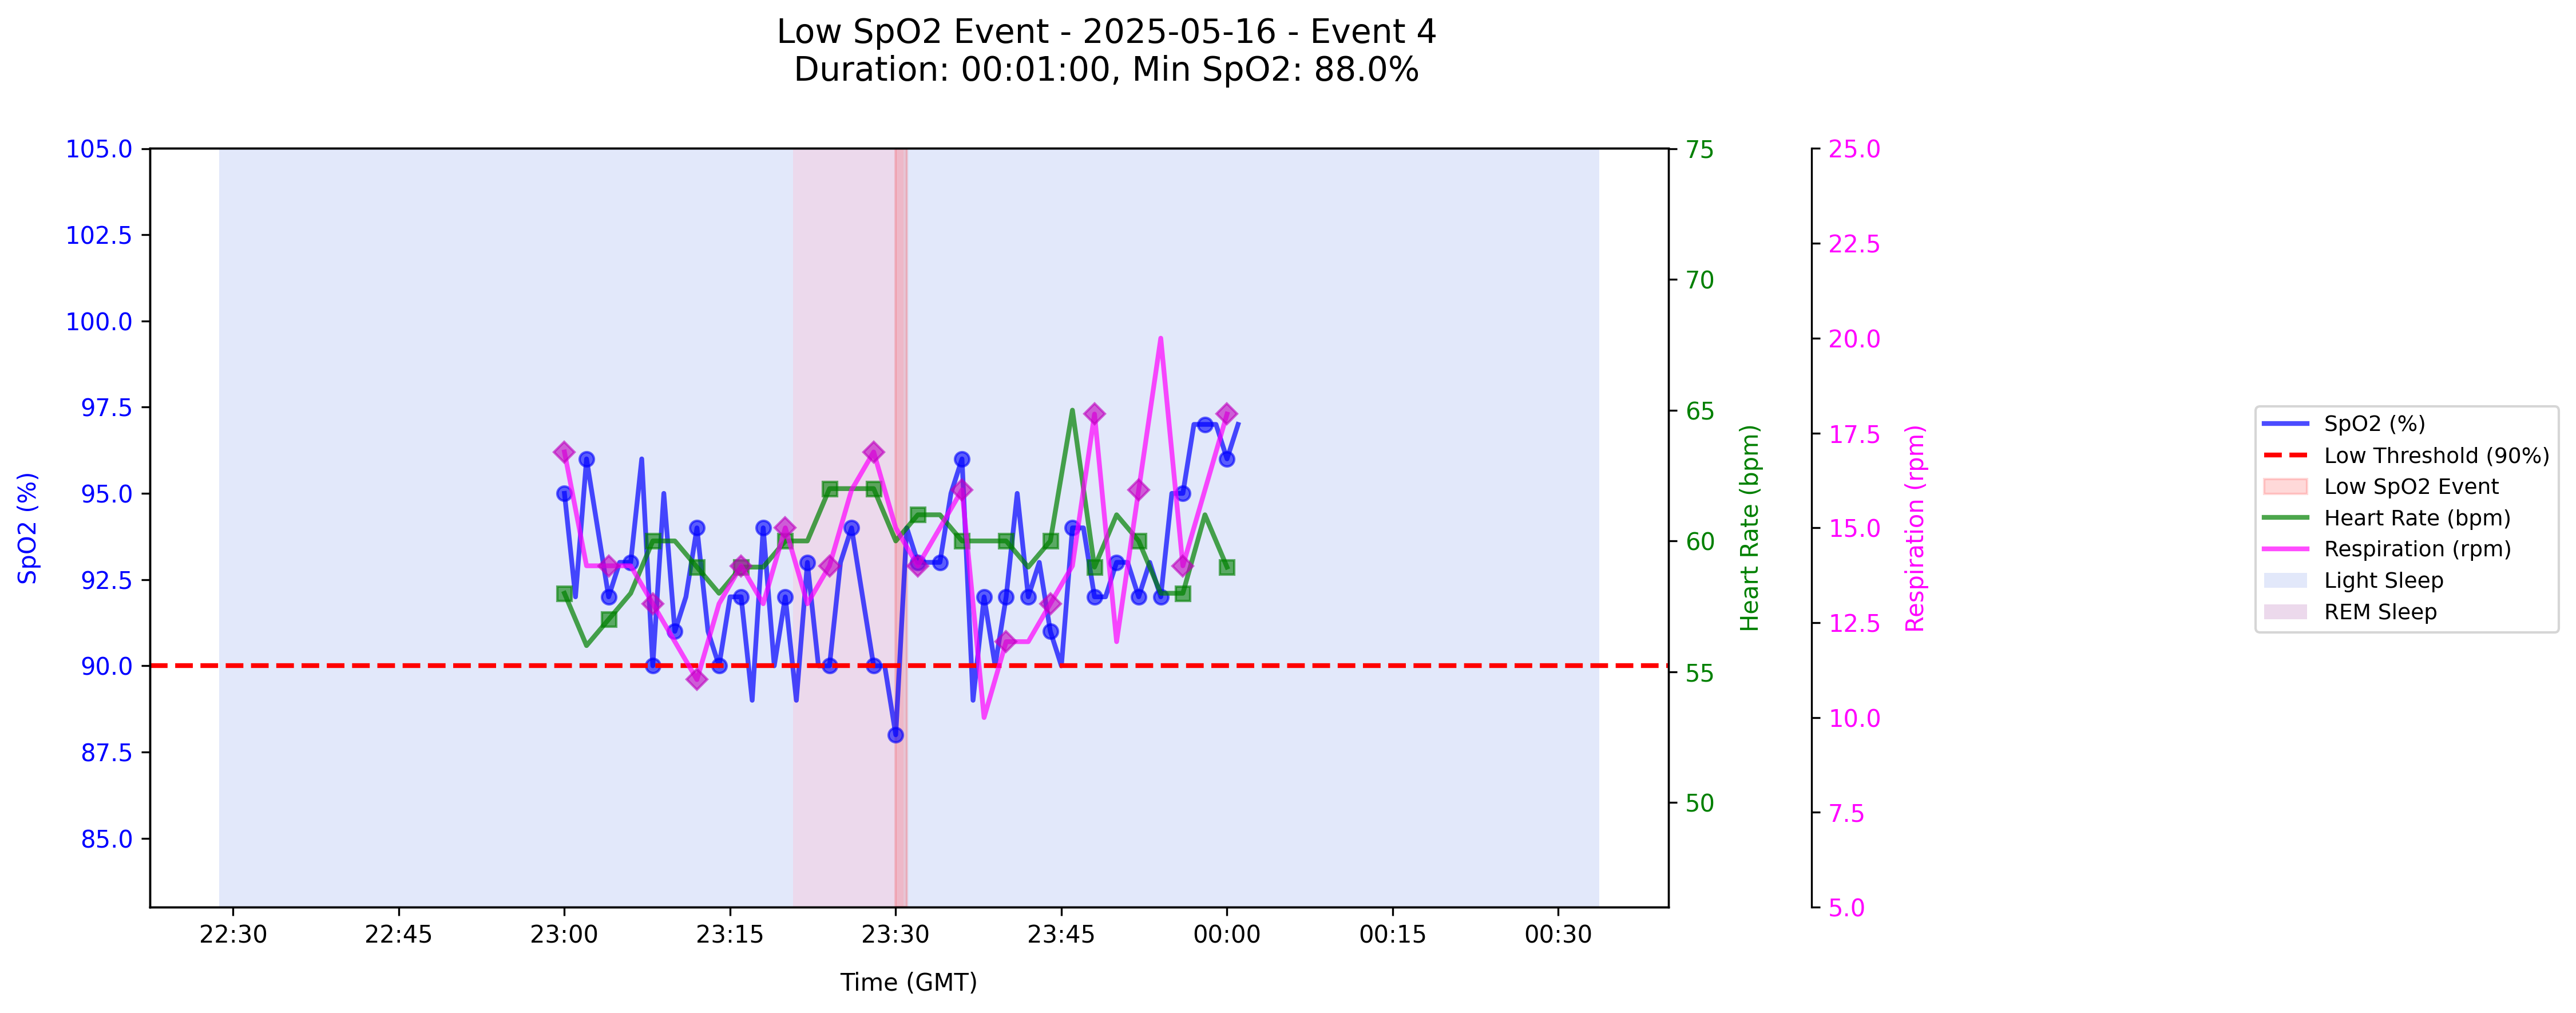 Low SpO2 Event - 2025-05-16 - Event 4
Duration: 00:01:00, Min SpO2: 88.0%
105.0
102.5
100.0
97.5
95.0
92.5
90.0
87.5
85.0
SpO2 (%)
75
70
65
60
55
50
Heart Rate (bpm)
25.0
22.5
20.0
17.5
15.0
12.5
10.0
7.5
5.0
Respiration (rpm)
22:30 22:45 23:00 23:15 23:30 23:45 00:00 00:15 00:30
Time (GMT)
SpO2 (%)
Low Threshold (90%)
Low SpO2 Event
Heart Rate (bpm)
Respiration (rpm)
Light Sleep
REM Sleep